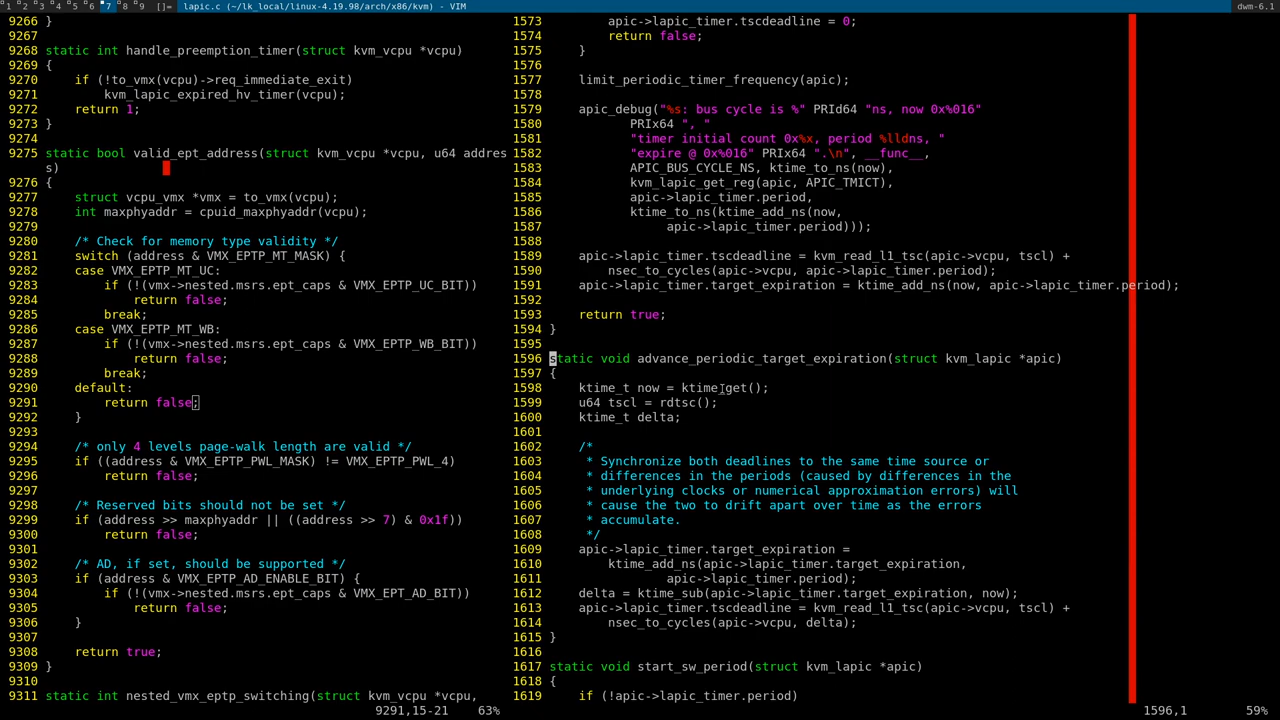 1 2 3 4 5 6 7 8 9 []= lapic.c (~/lk_local/linux-4.19.98/arch/x86/kvm) - VIM dwm-6.1
9266 }
9267
9268 static int handle_preemption_timer(struct kvm_vcpu *vcpu)
9269 {
9270     if (!to_vmx(vcpu)->req_immediate_exit)
9271         kvm_lapic_expired_hv_timer(vcpu);
9272     return 1;
9273 }
9274
9275 static bool valid_ept_address(struct kvm_vcpu *vcpu, u64 addres
s)
9276 {
9277     struct vcpu_vmx *vmx = to_vmx(vcpu);
9278     int maxphyaddr = cpuid_maxphyaddr(vcpu);
9279
9280     /* Check for memory type validity */
9281     switch (address & VMX_EPTP_MT_MASK) {
9282     case VMX_EPTP_MT_UC:
9283         if (!(vmx->nested.msrs.ept_caps & VMX_EPTP_UC_BIT))
9284             return false;
9285         break;
9286     case VMX_EPTP_MT_WB:
9287         if (!(vmx->nested.msrs.ept_caps & VMX_EPTP_WB_BIT))
9288             return false;
9289         break;
9290     default:
9291         return false;
9292     }
9293
9294     /* only 4 levels page-walk length are valid */
9295     if ((address & VMX_EPTP_PWL_MASK) != VMX_EPTP_PWL_4)
9296         return false;
9297
9298     /* Reserved bits should not be set */
9299     if (address >> maxphyaddr || ((address >> 7) & 0x1f))
9300         return false;
9301
9302     /* AD, if set, should be supported */
9303     if (address & VMX_EPTP_AD_ENABLE_BIT) {
9304         if (!(vmx->nested.msrs.ept_caps & VMX_EPT_AD_BIT))
9305             return false;
9306     }
9307
9308     return true;
9309 }
9310
9311 static int nested_vmx_eptp_switching(struct kvm_vcpu *vcpu,
9291,15-21 63%
1573         apic->lapic_timer.tscdeadline = 0;
1574         return false;
1575     }
1576
1577     limit_periodic_timer_frequency(apic);
1578
1579     apic_debug("%s: bus cycle is %" PRId64 "ns, now 0x%016"
1580            PRIx64 ", "
1581            "timer initial count 0x%x, period %lldns, "
1582            "expire @ 0x%016" PRIx64 ".\n", __func__,
1583            APIC_BUS_CYCLE_NS, ktime_to_ns(now),
1584            kvm_lapic_get_reg(apic, APIC_TMICT),
1585            apic->lapic_timer.period,
1586            ktime_to_ns(ktime_add_ns(now,
1587                 apic->lapic_timer.period)));
1588
1589     apic->lapic_timer.tscdeadline = kvm_read_l1_tsc(apic->vcpu, tscl) +
1590         nsec_to_cycles(apic->vcpu, apic->lapic_timer.period);
1591     apic->lapic_timer.target_expiration = ktime_add_ns(now, apic->lapic_timer.period);
1592
1593     return true;
1594 }
1595
1596 static void advance_periodic_target_expiration(struct kvm_lapic *apic)
1597 {
1598     ktime_t now = ktime_get();
1599     u64 tscl = rdtsc();
1600     ktime_t delta;
1601
1602     /*
1603      * Synchronize both deadlines to the same time source or
1604      * differences in the periods (caused by differences in the
1605      * underlying clocks or numerical approximation errors) will
1606      * cause the two to drift apart over time as the errors
1607      * accumulate.
1608      */
1609     apic->lapic_timer.target_expiration =
1610         ktime_add_ns(apic->lapic_timer.target_expiration,
1611                 apic->lapic_timer.period);
1612     delta = ktime_sub(apic->lapic_timer.target_expiration, now);
1613     apic->lapic_timer.tscdeadline = kvm_read_l1_tsc(apic->vcpu, tscl) +
1614         nsec_to_cycles(apic->vcpu, delta);
1615 }
1616
1617 static void start_sw_period(struct kvm_lapic *apic)
1618 {
1619     if (!apic->lapic_timer.period)
1596,1 59%